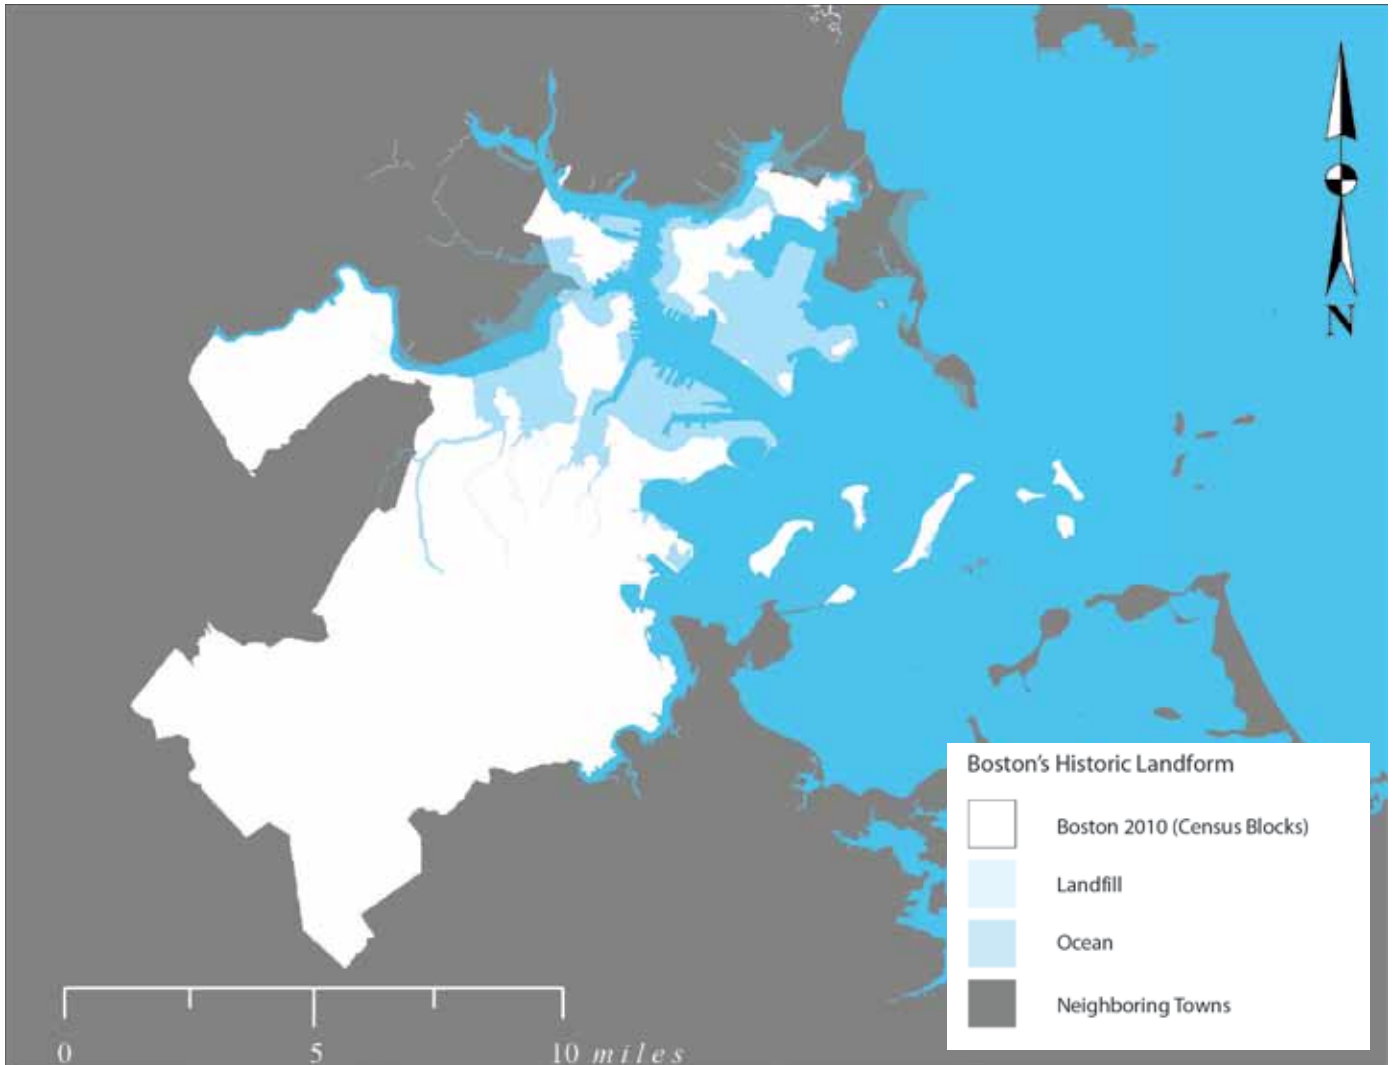 N
Boston's Historic Landform
Boston 2010 (Census Blocks)
Landfill
Ocean
Neighboring Towns
0 5 10 miles